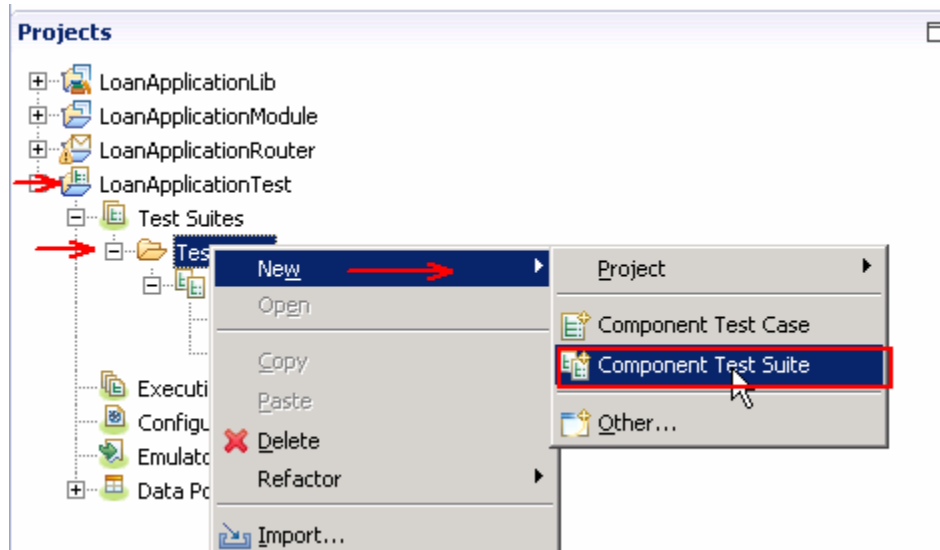 Projects
LoanApplicationLib
LoanApplicationModule
LoanApplicationRouter
LoanApplicationTest
Test Suites
New
Open
Copy
Paste
Delete
Refactor
Import...
Project
Component Test Case
Component Test Suite
Other...